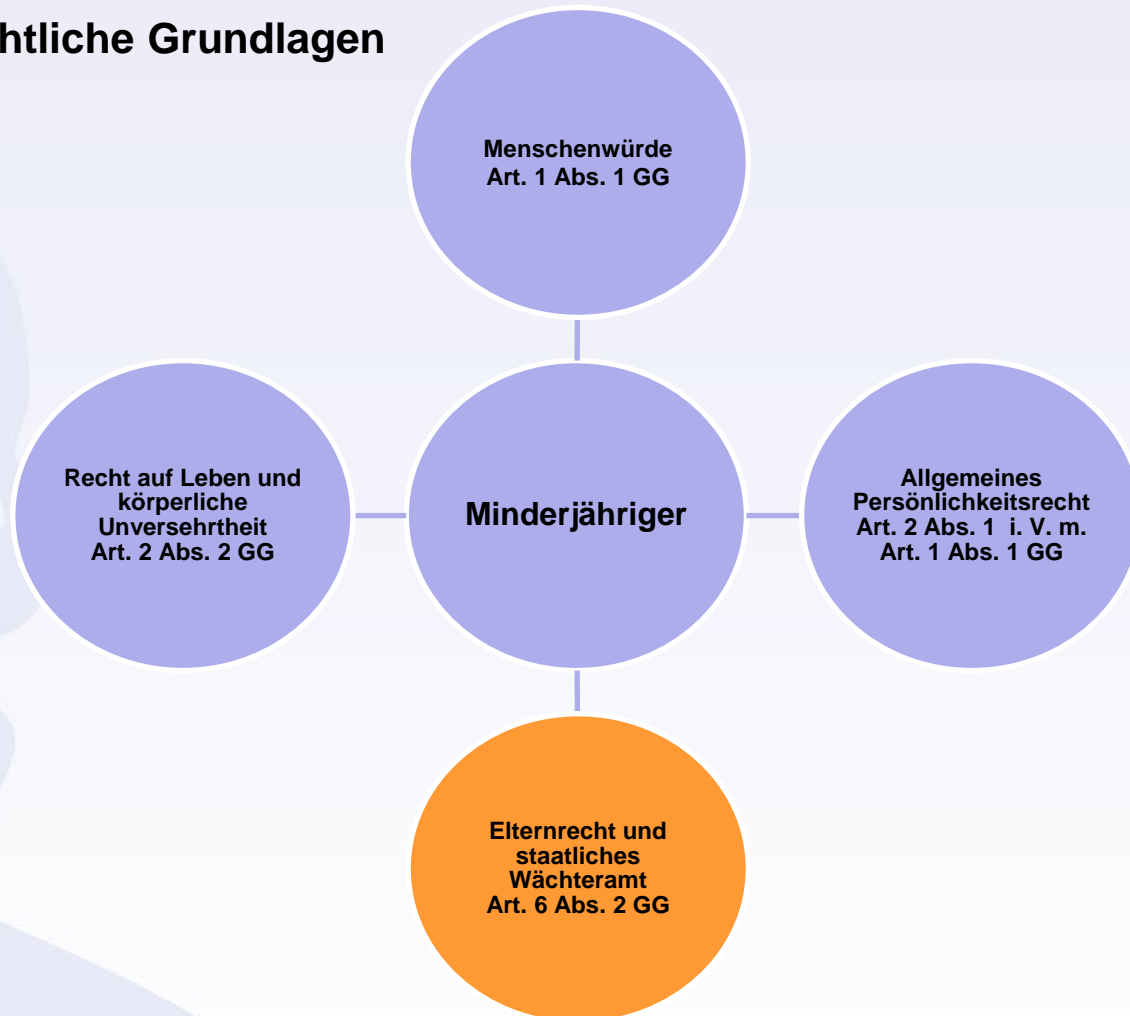 htliche Grundlagen
Menschenwürde
Art. 1 Abs. 1 GG
Recht auf Leben und
körperliche
Unversehrtheit
Art. 2 Abs. 2 GG
Minderjähriger
Allgemeines
Persönlichkeitsrecht
Art. 2 Abs. 1 i. V. m.
Art. 1 Abs. 1 GG
Elternrecht und
staatliches
Wächteramt
Art. 6 Abs. 2 GG